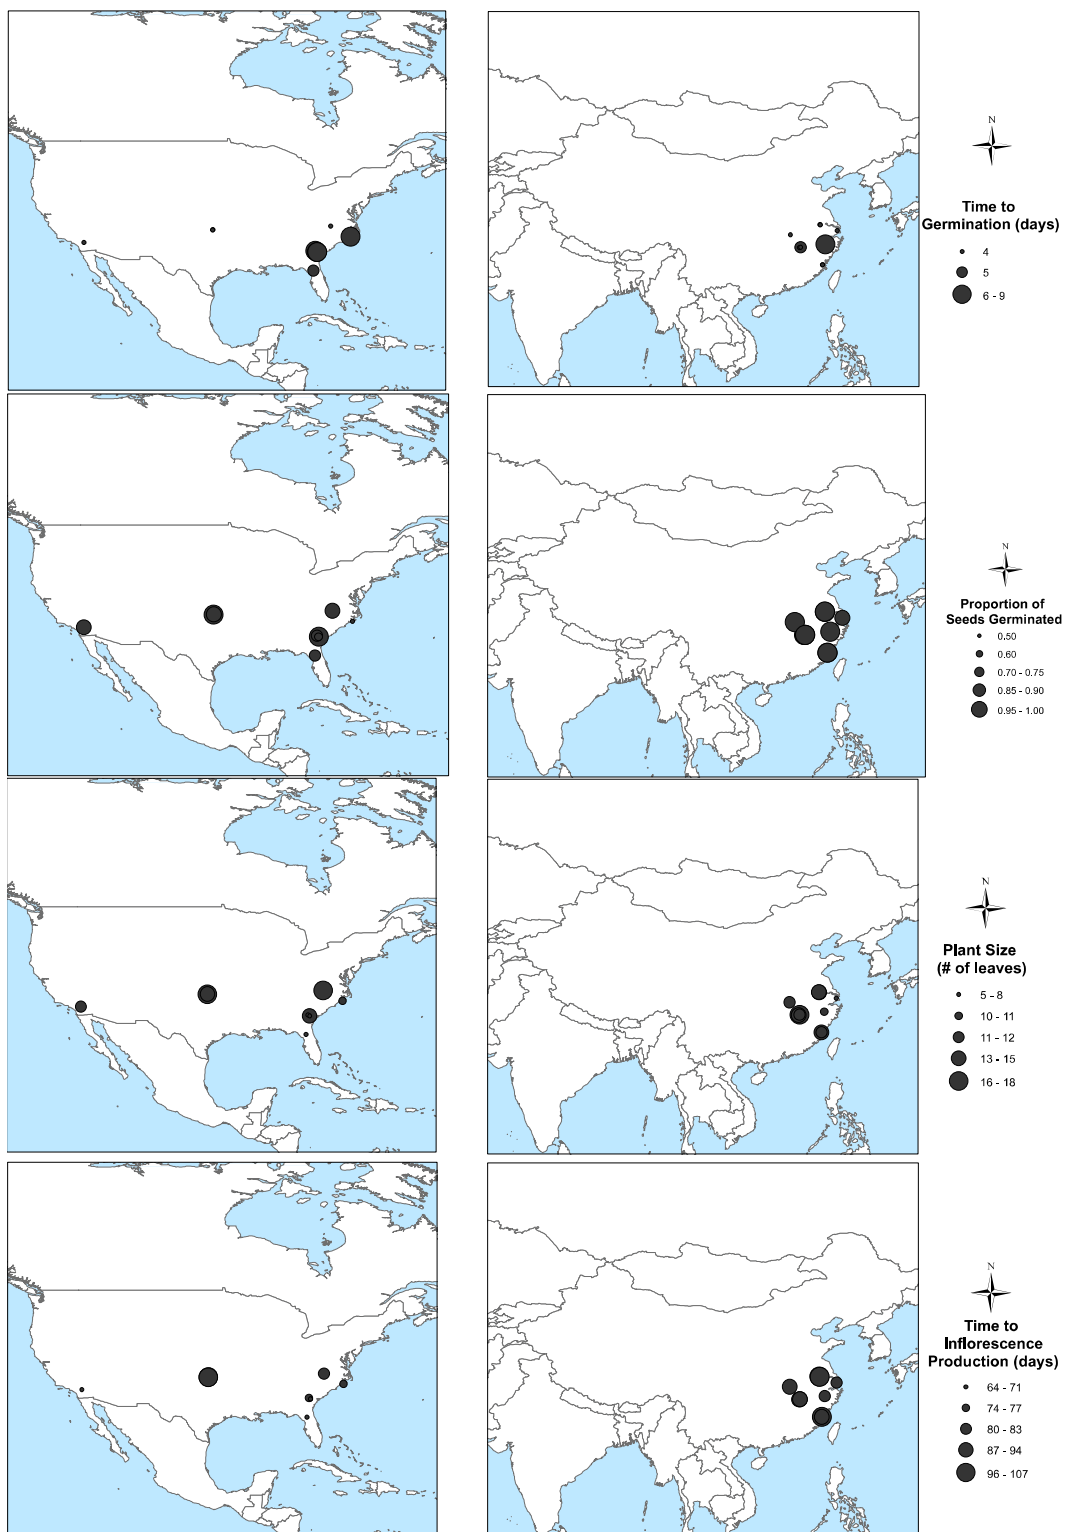 N
Time to
Germination (days)
4
5
6 - 9
N
Proportion of
Seeds Germinated
0.50
0.60
0.70 - 0.75
0.85 - 0.90
0.95 - 1.00
N
Plant Size
(# of leaves)
5 - 8
10 - 11
11 - 12
13 - 15
16 - 18
N
Time to
Inflorescence
Production (days)
64 - 71
74 - 77
80 - 83
87 - 94
96 - 107